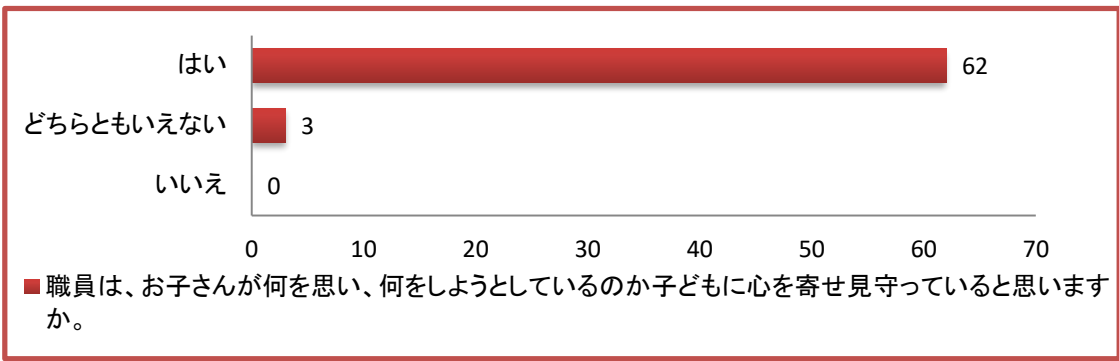 はい 62
どちらともいえない 3
いいえ 0
0 10 20 30 40 50 60 70
職員は、お子さんが何を思い、何をしようとしているのか子どもに心を寄せ見守っていると思います
か。